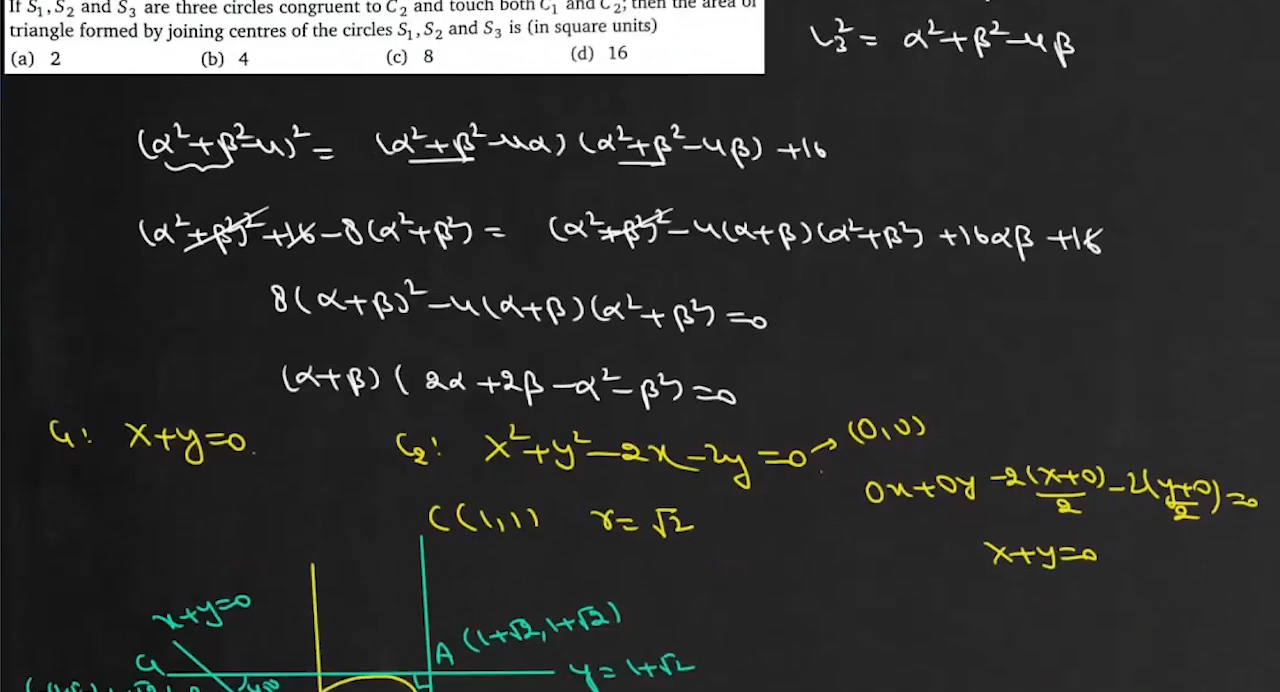 If S₁, S₂ and S₃ are three circles congruent to C₂ and touch both C₁ and C₂; then the area of
triangle formed by joining centres of the circles S₁, S₂ and S₃ is (in square units)
(a) 2 (b) 4 (c) 8 (d) 16
L₃² = α²+β²-4β
(α²+β²-4)² = (α²+β²-4α)(α²+β²-4β)+16
(α²+β²)²+16-8(α²+β²) = (α²+β²)²-4(α+β)(α²+β²)+16αβ+16
8(α+β)²-4(α+β)(α²+β²)=0
(α+β)(2α+2β-α²-β²)=0
C₁: x+y=0. C₂: x²+y²-2x-2y=0 → (0,0)
0x+0y-2(x+0)/2-2(y+0)/2=0
C(1,1) r=√2
x+y=0
x+y=0
A (1+√2, 1+√2)
C₁
y=1+√2